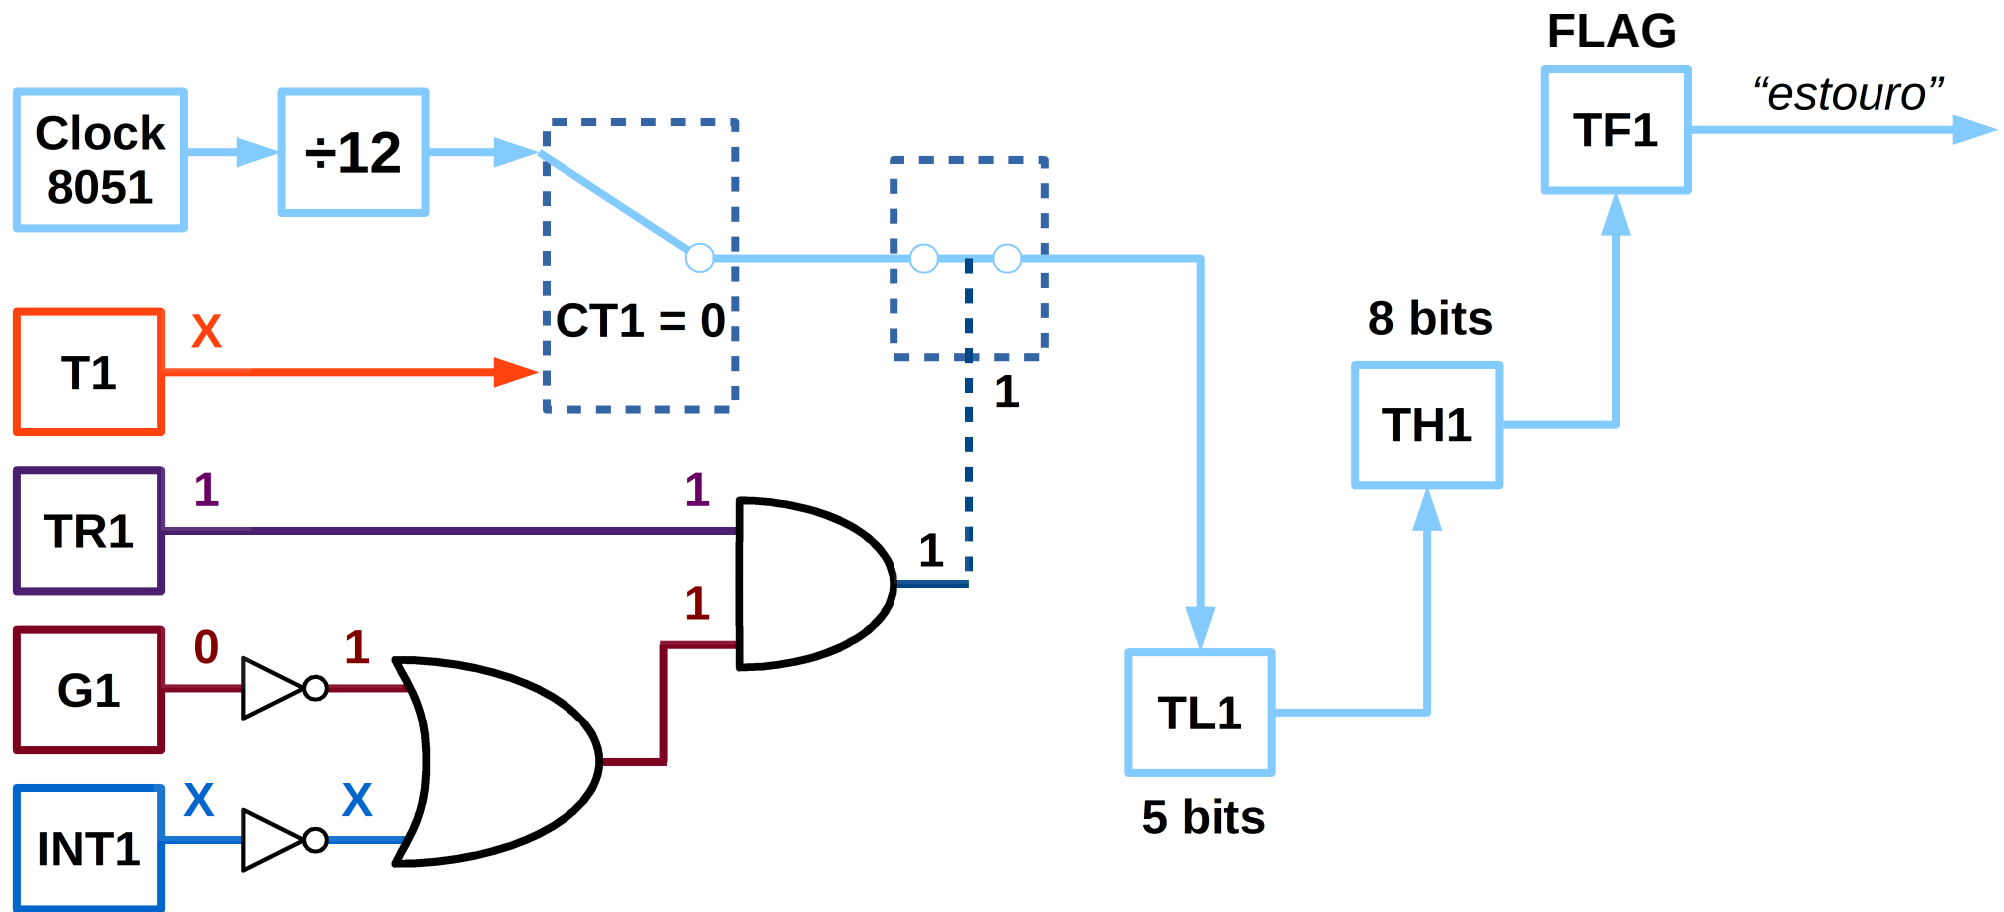 FLAG
Clock
8051
÷12
TF1
“estouro”
CT1 = 0
T1
X
8 bits
TH1
1
TR1
1
1
1
1
G1
0
1
TL1
5 bits
INT1
X
X